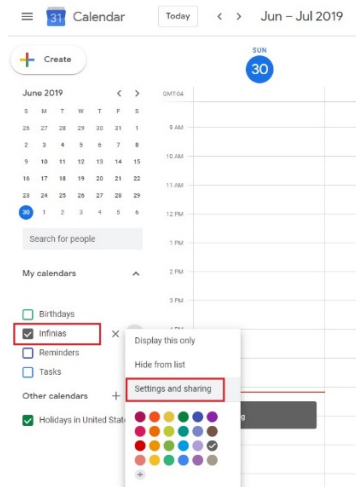 31 Calendar Today < > Jun – Jul 2019
+ Create
SUN
30
June 2019 < >
GMT-04
S M T W T F S
26 27 28 29 30 31 1
2 3 4 5 6 7 8
9 10 11 12 13 14 15
16 17 18 19 20 21 22
23 24 25 26 27 28 29
30 1 2 3 4 5 6
9 AM
10 AM
11 AM
12 PM
1 PM
2 PM
3 PM
Search for people
My calendars
Birthdays
Infinias
Reminders
Tasks
Other calendars +
Holidays in United State
Display this only
Hide from list
Settings and sharing
g